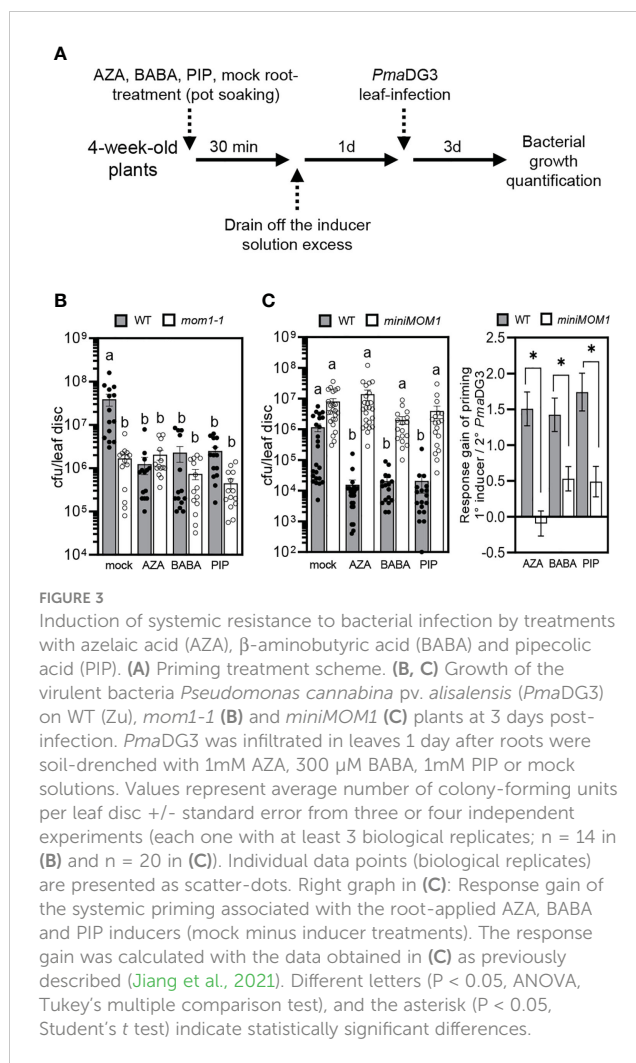 A
AZA, BABA, PIP, mock root-
treatment (pot soaking)
PmaDG3
leaf-infection
4-week-old
plants
30 min
1d
3d
Bacterial
growth
quantification
Drain off the inducer
solution excess
B
WT mom1-1
cfu/leaf disc
10⁹
10⁸
10⁷
10⁶
10⁵
10⁴
a
b
b
b
b
b
b
b
mock AZA BABA PIP
C
WT miniMOM1
cfu/leaf disc
10⁹
10⁸
10⁷
10⁶
10⁵
10⁴
10³
10²
a
a
b
a
b
a
b
a
mock AZA BABA PIP
WT miniMOM1
Response gain of priming
1° inducer / 2° PmaDG3
2.5
2.0
1.5
1.0
0.5
0.0
-0.5
*
*
*
AZA BABA PIP
FIGURE 3
Induction of systemic resistance to bacterial infection by treatments
with azelaic acid (AZA), β-aminobutyric acid (BABA) and pipecolic
acid (PIP). (A) Priming treatment scheme. (B, C) Growth of the
virulent bacteria Pseudomonas cannabina pv. alisalensis (PmaDG3)
on WT (Zu), mom1-1 (B) and miniMOM1 (C) plants at 3 days post-
infection. PmaDG3 was infiltrated in leaves 1 day after roots were
soil-drenched with 1mM AZA, 300 µM BABA, 1mM PIP or mock
solutions. Values represent average number of colony-forming units
per leaf disc +/- standard error from three or four independent
experiments (each one with at least 3 biological replicates; n = 14 in
(B) and n = 20 in (C)). Individual data points (biological replicates)
are presented as scatter-dots. Right graph in (C): Response gain of
the systemic priming associated with the root-applied AZA, BABA
and PIP inducers (mock minus inducer treatments). The response
gain was calculated with the data obtained in (C) as previously
described (Jiang et al., 2021). Different letters (P < 0.05, ANOVA,
Tukey's multiple comparison test), and the asterisk (P < 0.05,
Student's t test) indicate statistically significant differences.